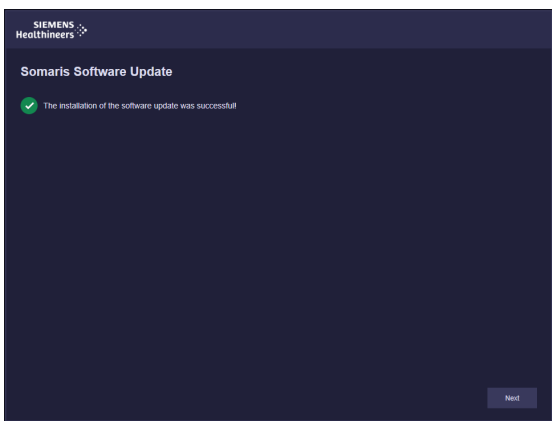 SIEMENS
Healthineers
Somaris Software Update
The installation of the software update was successful!
Next